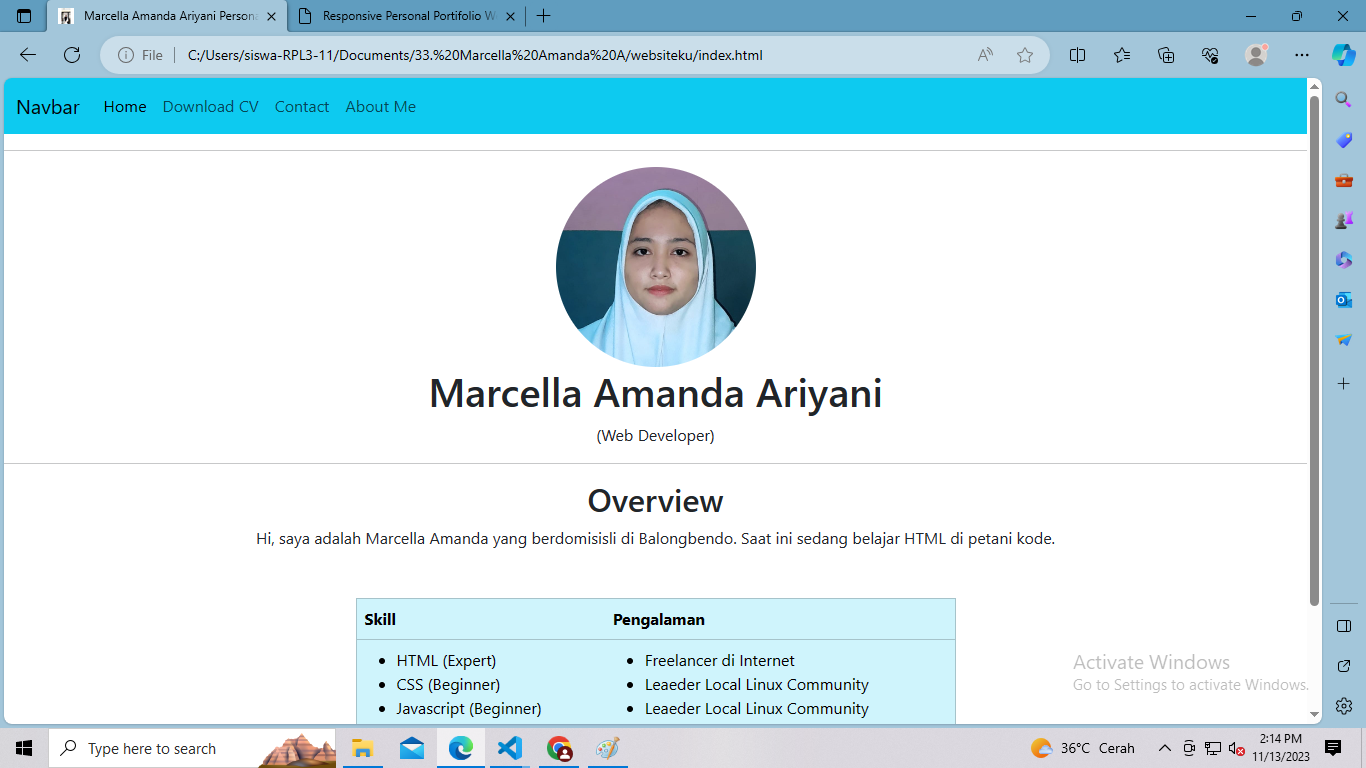 Marcella Amanda Ariyani Persona
Responsive Personal Portifolio W
File
C:/Users/siswa-RPL3-11/Documents/33.%20Marcella%20Amanda%20A/websiteku/index.html
Navbar Home Download CV Contact About Me
Marcella Amanda Ariyani
(Web Developer)
Overview
Hi, saya adalah Marcella Amanda yang berdomisisli di Balongbendo. Saat ini sedang belajar HTML di petani kode.
Skill Pengalaman
HTML (Expert) Freelancer di Internet
CSS (Beginner) Leaeder Local Linux Community
Javascript (Beginner) Leaeder Local Linux Community
Activate Windows
Go to Settings to activate Windows.
Type here to search
36°C Cerah
2:14 PM
11/13/2023